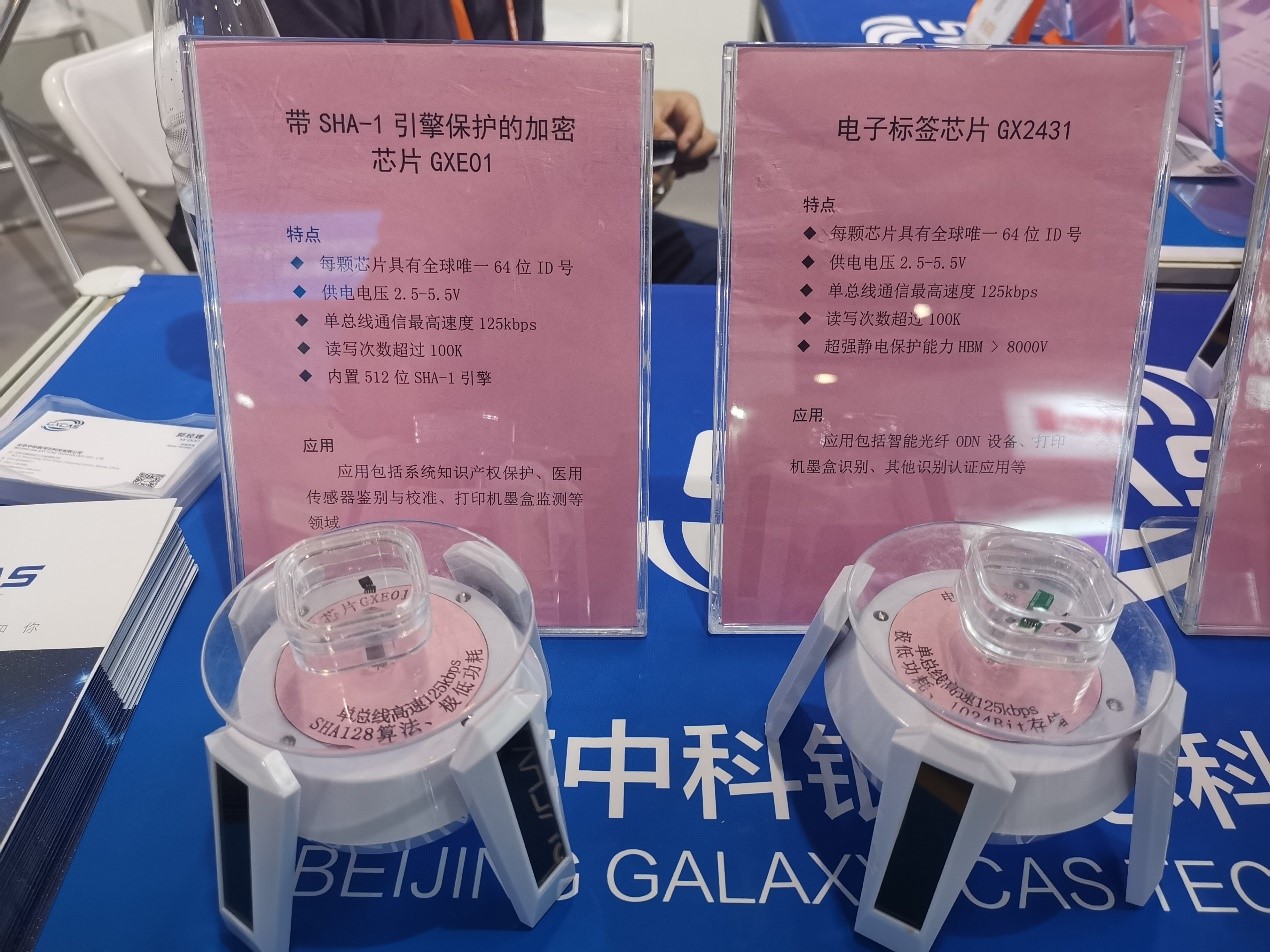 带 SHA-1 引擎保护的加密
芯片 GXE01
特点
◆ 每颗芯片具有全球唯一 64 位 ID 号
◆ 供电电压 2.5-5.5V
◆ 单总线通信最高速度 125kbps
◆ 读写次数超过 100K
◆ 内置 512 位 SHA-1 引擎
应用
应用包括系统知识产权保护、医用
传感器鉴别与校准、打印机墨盒监测等
领域
电子标签芯片 GX2431
特点
◆ 每颗芯片具有全球唯一 64 位 ID 号
◆ 供电电压 2.5-5.5V
◆ 单总线通信最高速度 125kbps
◆ 读写次数超过 100K
◆ 超强静电保护能力 HBM > 8000V
应用
应用包括智能光纤 ODN 设备、打印
机墨盒识别、其他识别认证应用等
GXCAS
芯片GXE01
单总线高速125kbps
SHA128算法、极低功耗
单总线高速125kbps
极低功耗、1024Bit存
中科银 科
BEIJING GALAXY CAS TEC